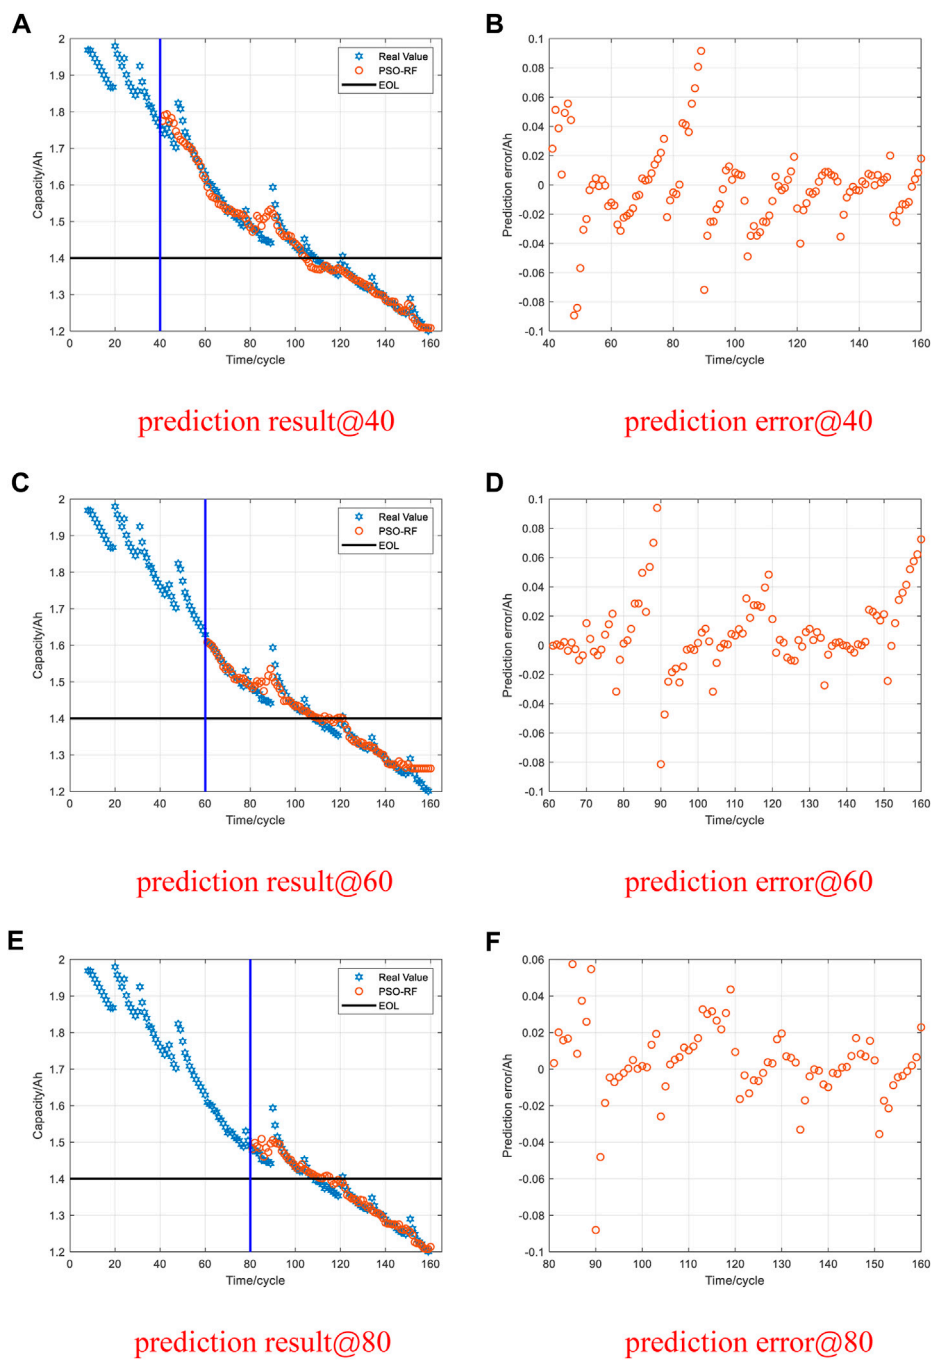 A
2
1.9
1.8
1.7
1.6
1.5
1.4
1.3
1.2
Capacity/Ah
0 20 40 60 80 100 120 140 160
Time/cycle
Real Value
PSO-RF
EOL
prediction result@40
B
0.1
0.08
0.06
0.04
0.02
0
-0.02
-0.04
-0.06
-0.08
-0.1
Prediction error/Ah
40 60 80 100 120 140 160
Time/cycle
prediction error@40
C
2
1.9
1.8
1.7
1.6
1.5
1.4
1.3
1.2
Capacity/Ah
0 20 40 60 80 100 120 140 160
Time/cycle
Real Value
PSO-RF
EOL
prediction result@60
D
0.1
0.08
0.06
0.04
0.02
0
-0.02
-0.04
-0.06
-0.08
-0.1
Prediction error/Ah
60 70 80 90 100 110 120 130 140 150 160
Time/cycle
prediction error@60
E
2
1.9
1.8
1.7
1.6
1.5
1.4
1.3
1.2
Capacity/Ah
0 20 40 60 80 100 120 140 160
Time/cycle
Real Value
PSO-RF
EOL
prediction result@80
F
0.06
0.04
0.02
0
-0.02
-0.04
-0.06
-0.08
-0.1
Prediction error/Ah
80 90 100 110 120 130 140 150 160
Time/cycle
prediction error@80